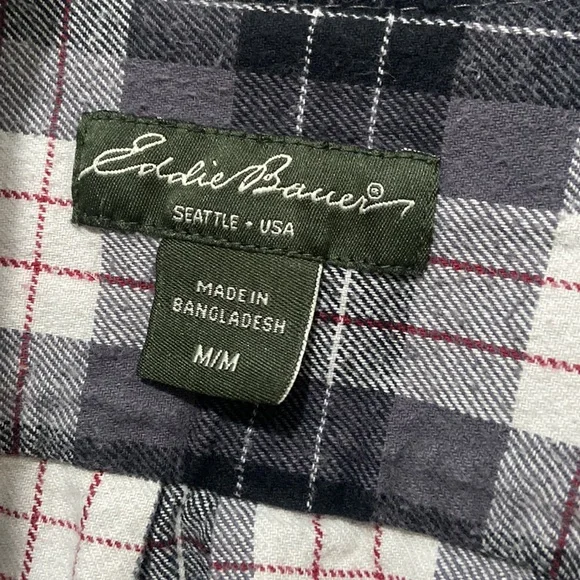 Eddie Bauer®
SEATTLE • USA
MADE IN
BANGLADESH
M/M